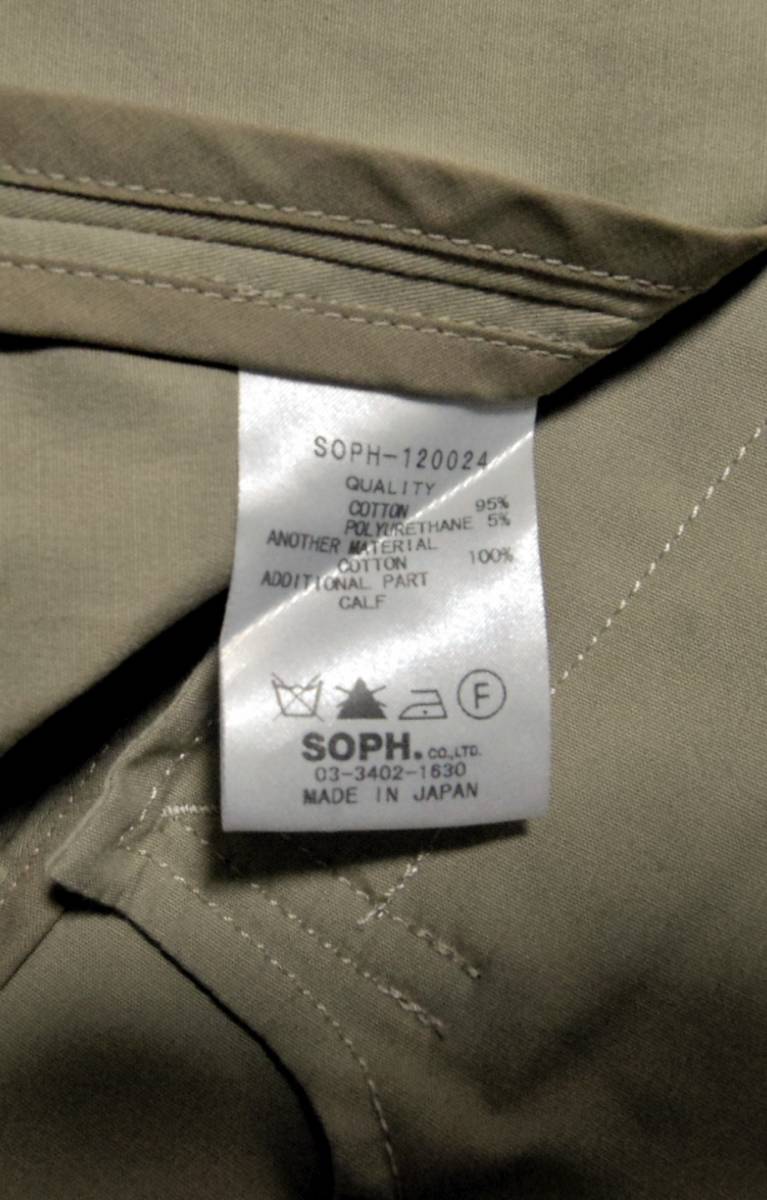 SOPH-120024
QUALITY
COTTON 95%
POLYURETHANE 5%
ANOTHER MATERIAL
COTTON 100%
ADDITIONAL PART
CALF
F
SOPH. CO.,LTD.
03-3402-1630
MADE IN JAPAN